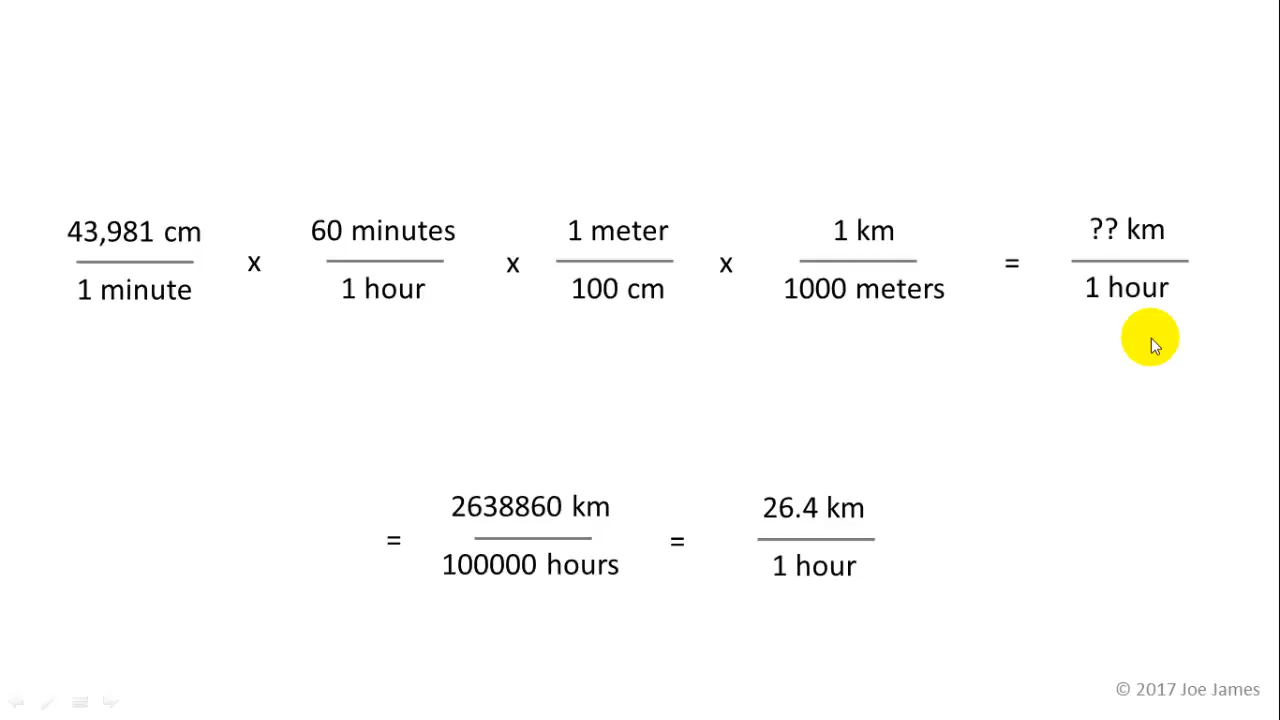 43,981 cm x 60 minutes x 1 meter x 1 km = ?? km
1 minute 1 hour 100 cm 1000 meters 1 hour
= 2638860 km = 26.4 km
100000 hours 1 hour
© 2017 Joe James